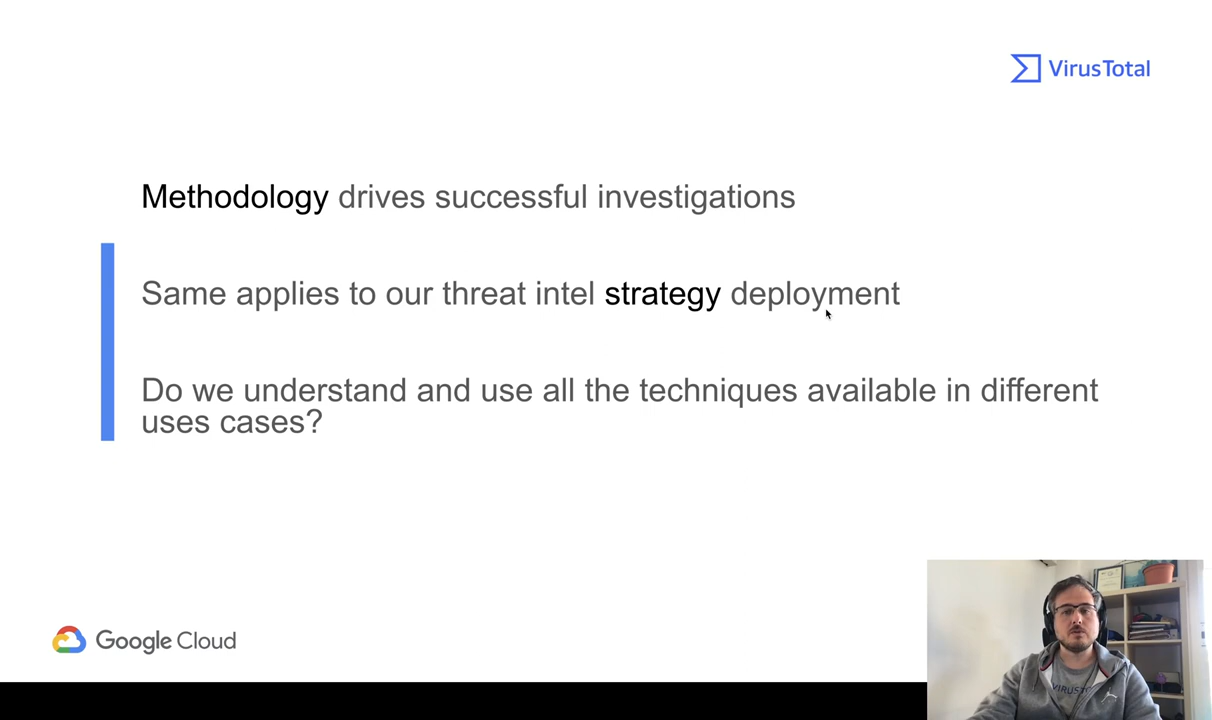 VirusTotal
Methodology drives successful investigations
Same applies to our threat intel strategy deployment
Do we understand and use all the techniques available in different
uses cases?
Google Cloud
VIRUSTO